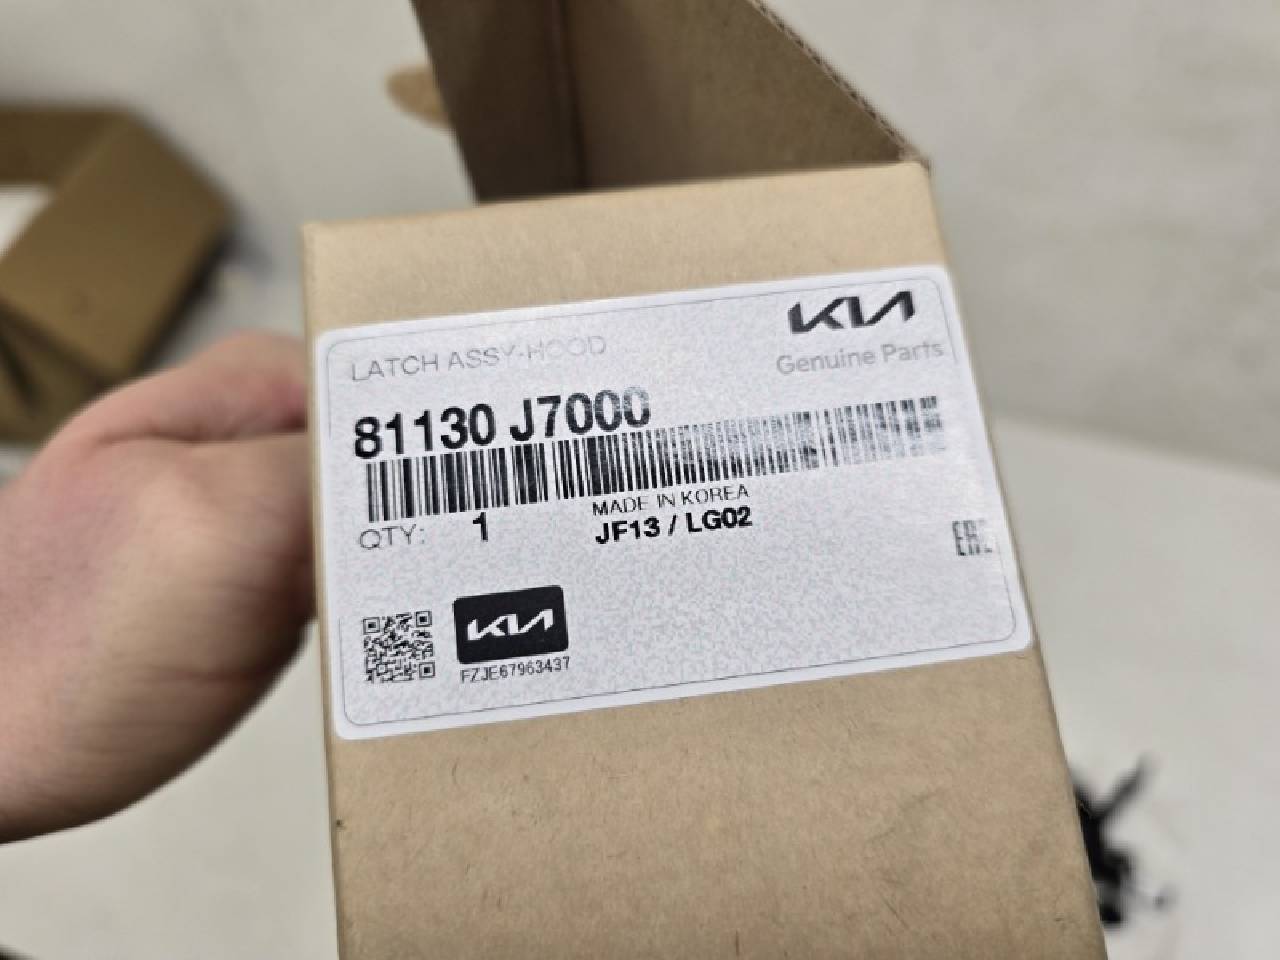 KIA
Genuine Parts
LATCH ASSY-HOOD
81130 J7000
MADE IN KOREA
QTY: 1
JF13 / LG02
EAC
KIA
FZJE67963437